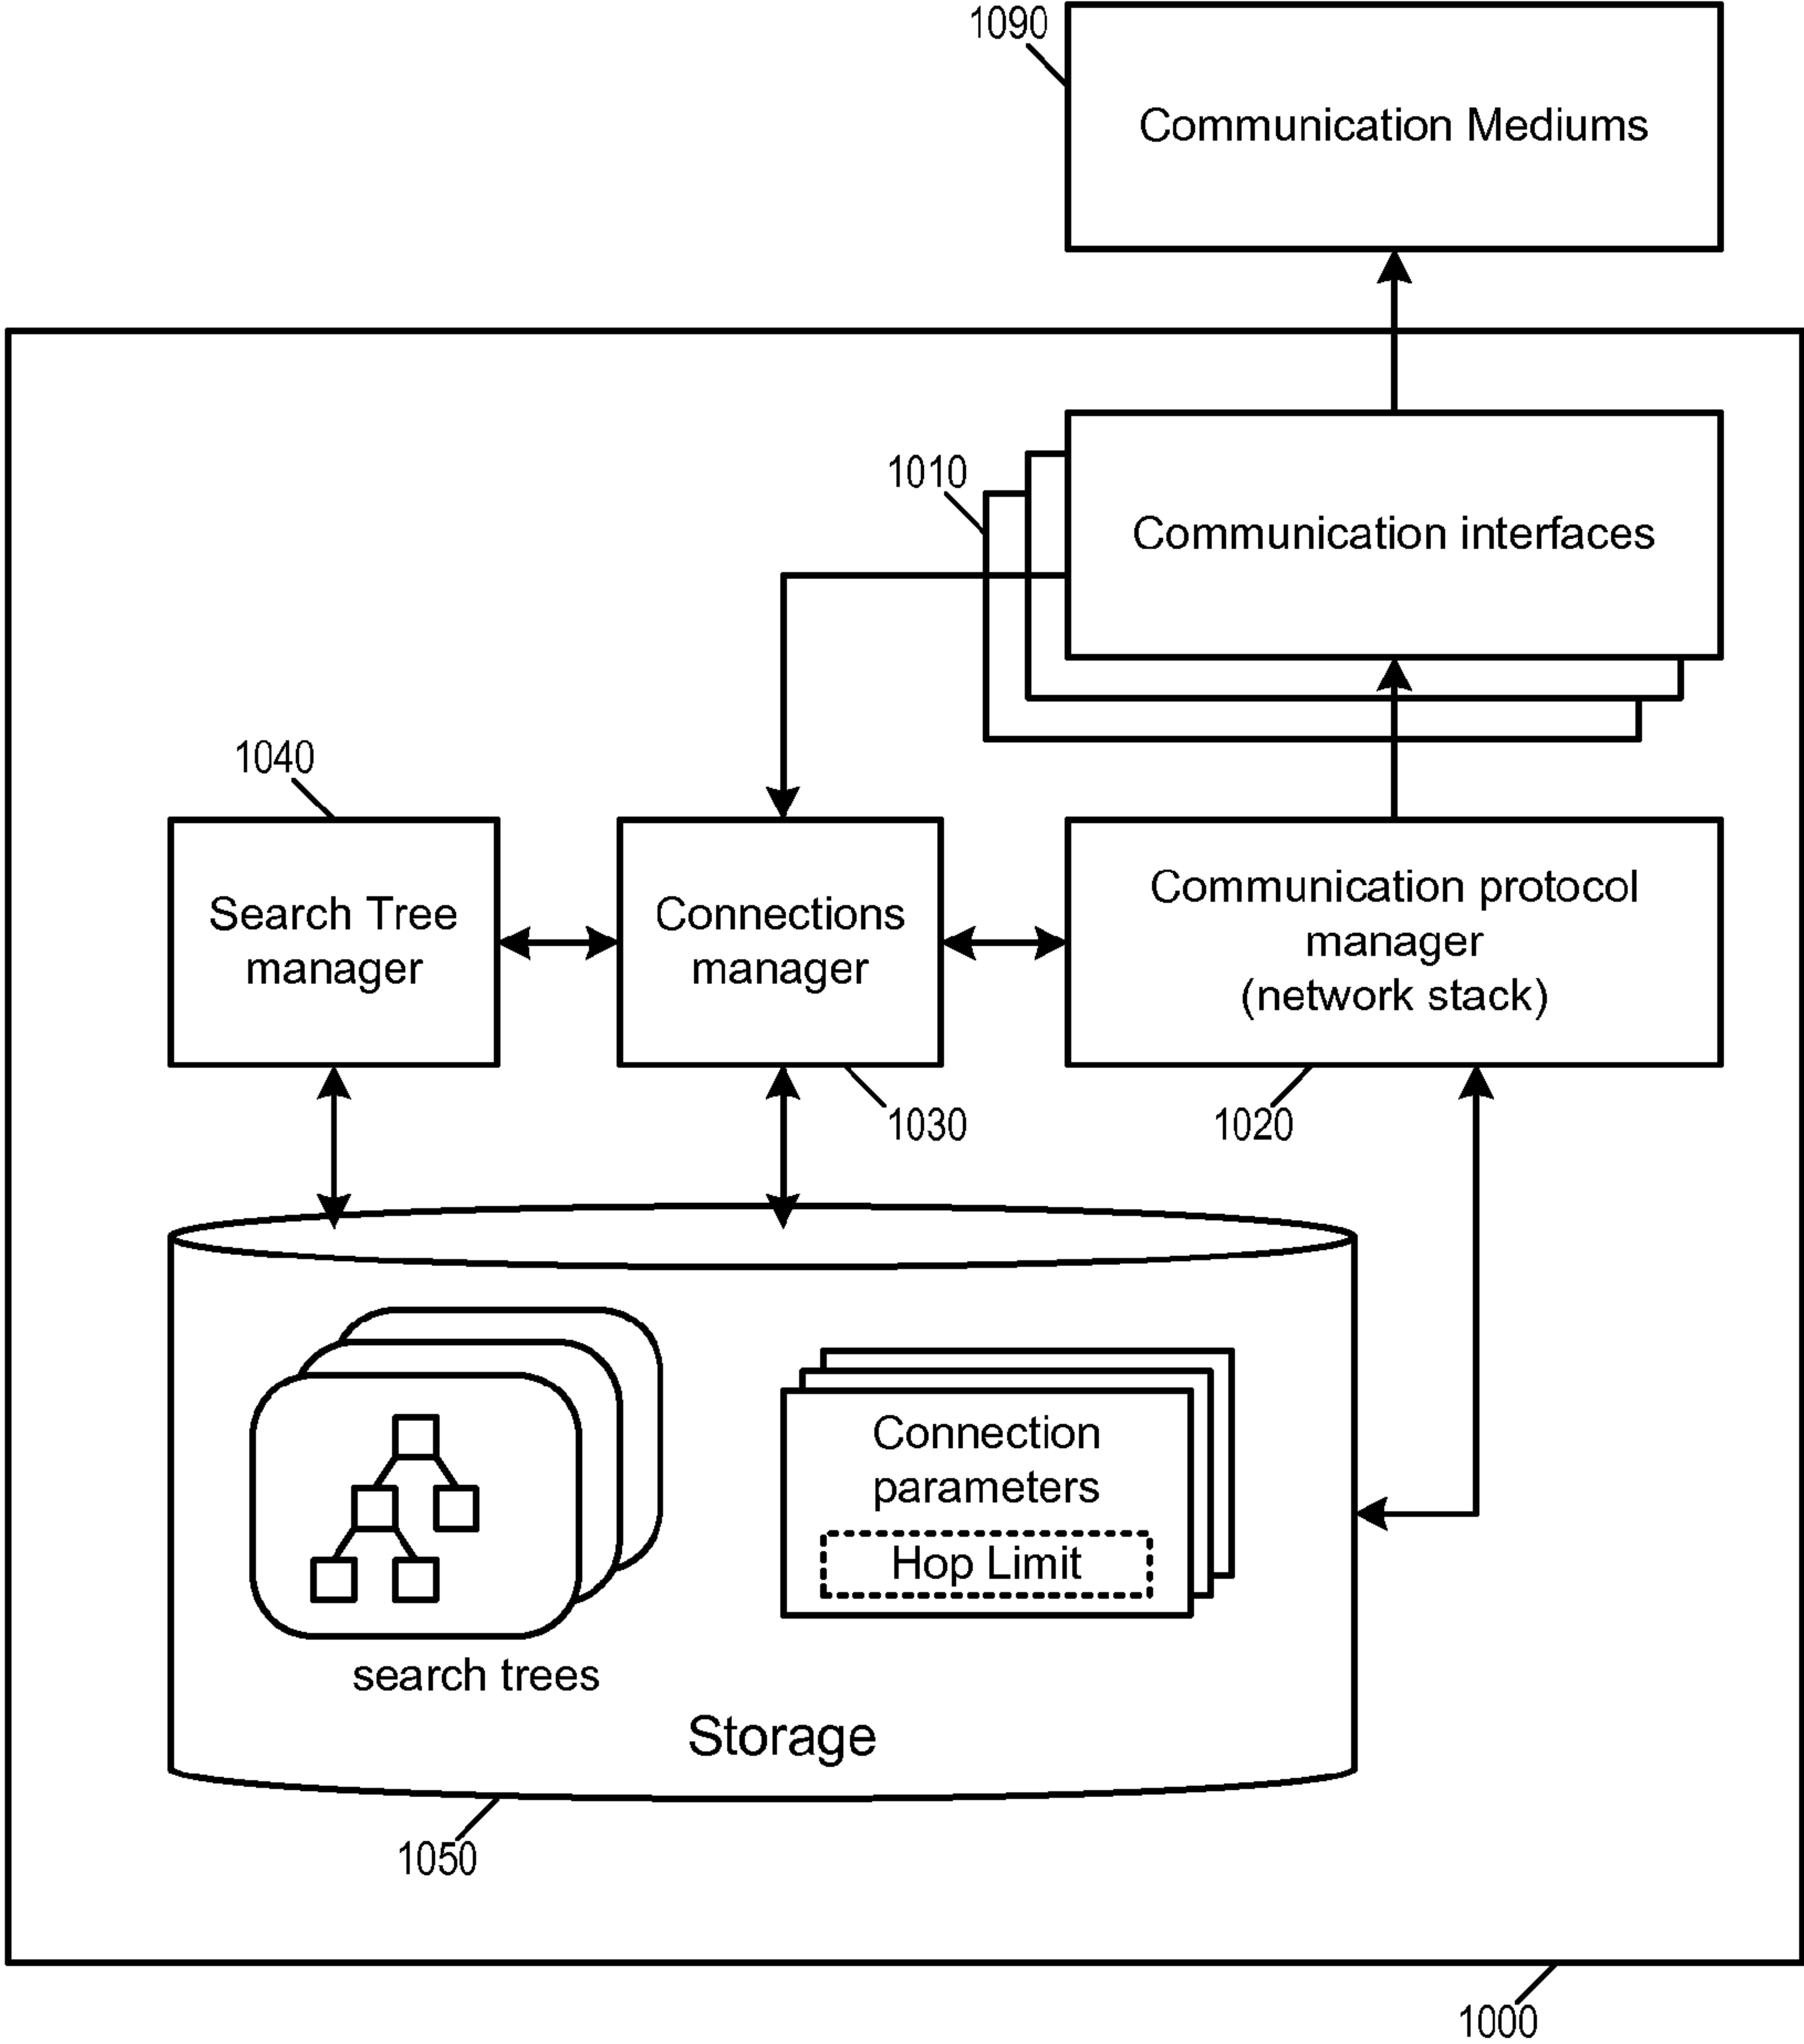 1090
Communication Mediums
1010
Communication interfaces
1040
Search Tree
manager
Connections
manager
Communication protocol
manager
(network stack)
1030
1020
Connection
parameters
Hop Limit
search trees
Storage
1050
1000